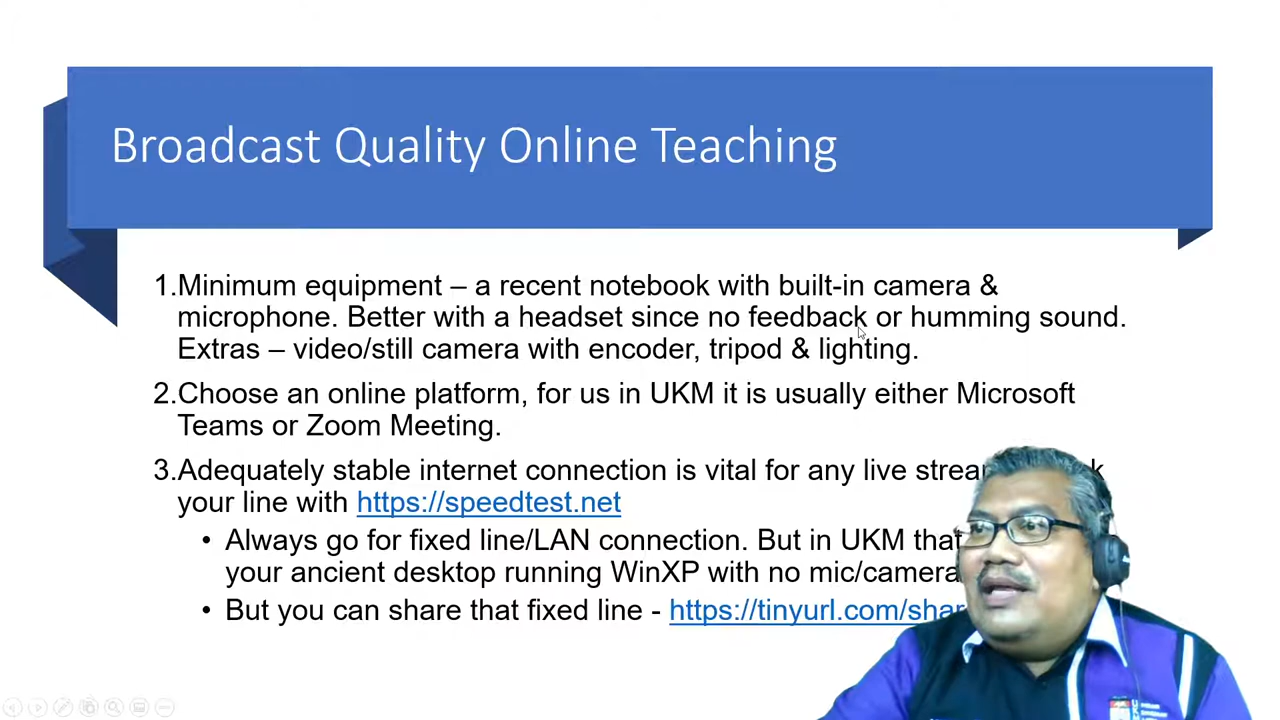 Broadcast Quality Online Teaching
1.Minimum equipment – a recent notebook with built-in camera &
microphone. Better with a headset since no feedback or humming sound.
Extras – video/still camera with encoder, tripod & lighting.
2.Choose an online platform, for us in UKM it is usually either Microsoft
Teams or Zoom Meeting.
3.Adequately stable internet connection is vital for any live
your line with https://speedtest.net
• Always go for fixed line/LAN connection. But in UKM that
your ancient desktop running WinXP with no mic/camera
• But you can share that fixed line - https://tinyurl.com/shar